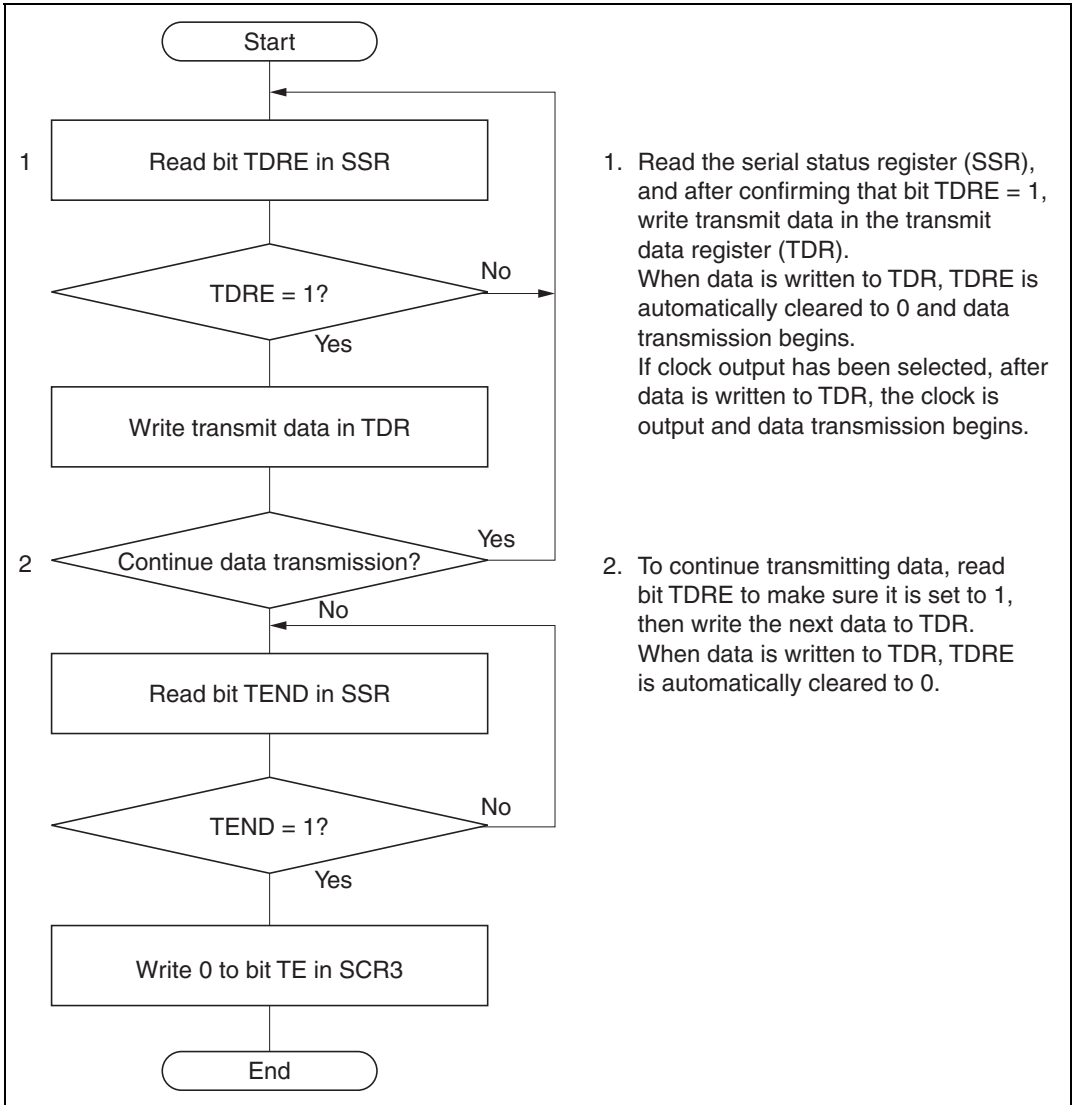 Start
1
Read bit TDRE in SSR
TDRE = 1?
No
Yes
Write transmit data in TDR
2
Continue data transmission?
Yes
No
Read bit TEND in SSR
TEND = 1?
No
Yes
Write 0 to bit TE in SCR3
End
1. Read the serial status register (SSR),
and after confirming that bit TDRE = 1,
write transmit data in the transmit
data register (TDR).
When data is written to TDR, TDRE is
automatically cleared to 0 and data
transmission begins.
If clock output has been selected, after
data is written to TDR, the clock is
output and data transmission begins.
2. To continue transmitting data, read
bit TDRE to make sure it is set to 1,
then write the next data to TDR.
When data is written to TDR, TDRE
is automatically cleared to 0.